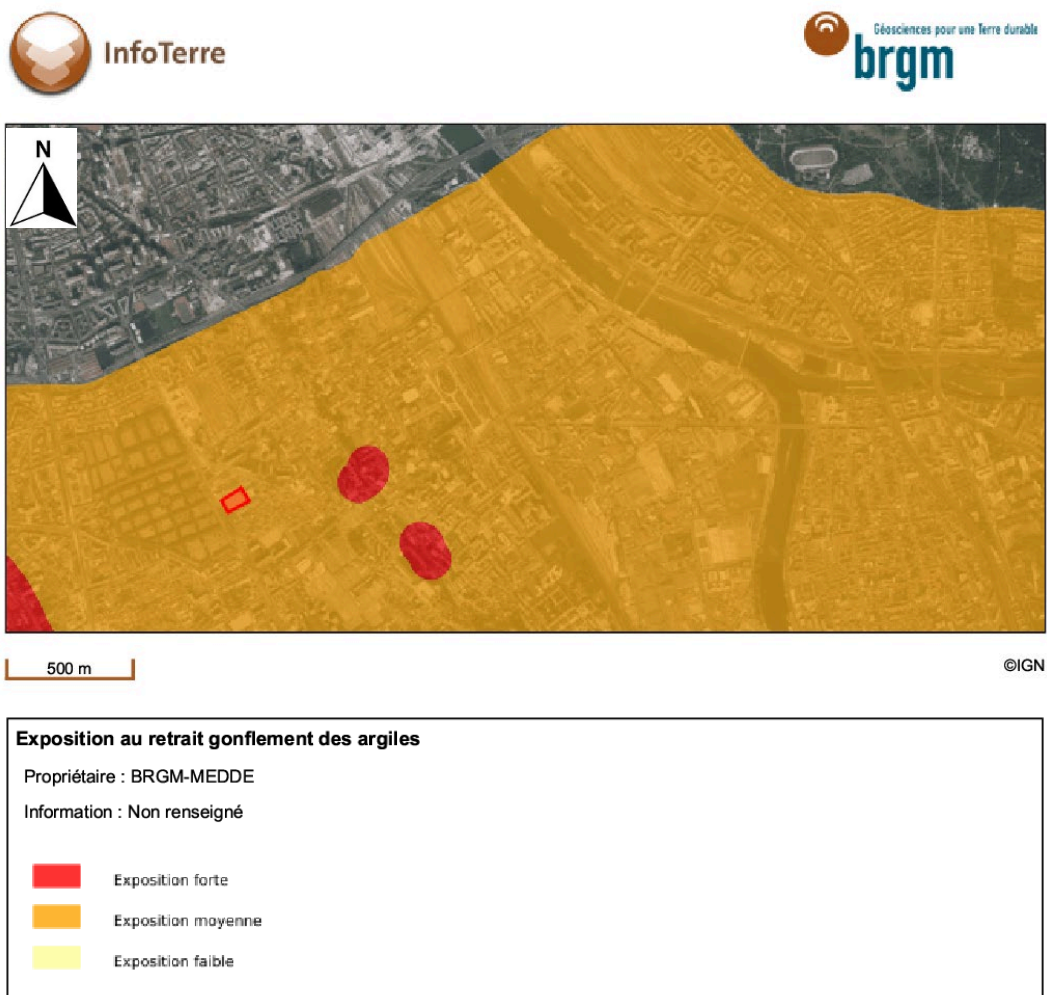 InfoTerre
Géosciences pour une Terre durable
brgm
N
500 m
©IGN
Exposition au retrait gonflement des argiles
Propriétaire : BRGM-MEDDE
Information : Non renseigné
Exposition forte
Exposition moyenne
Exposition faible